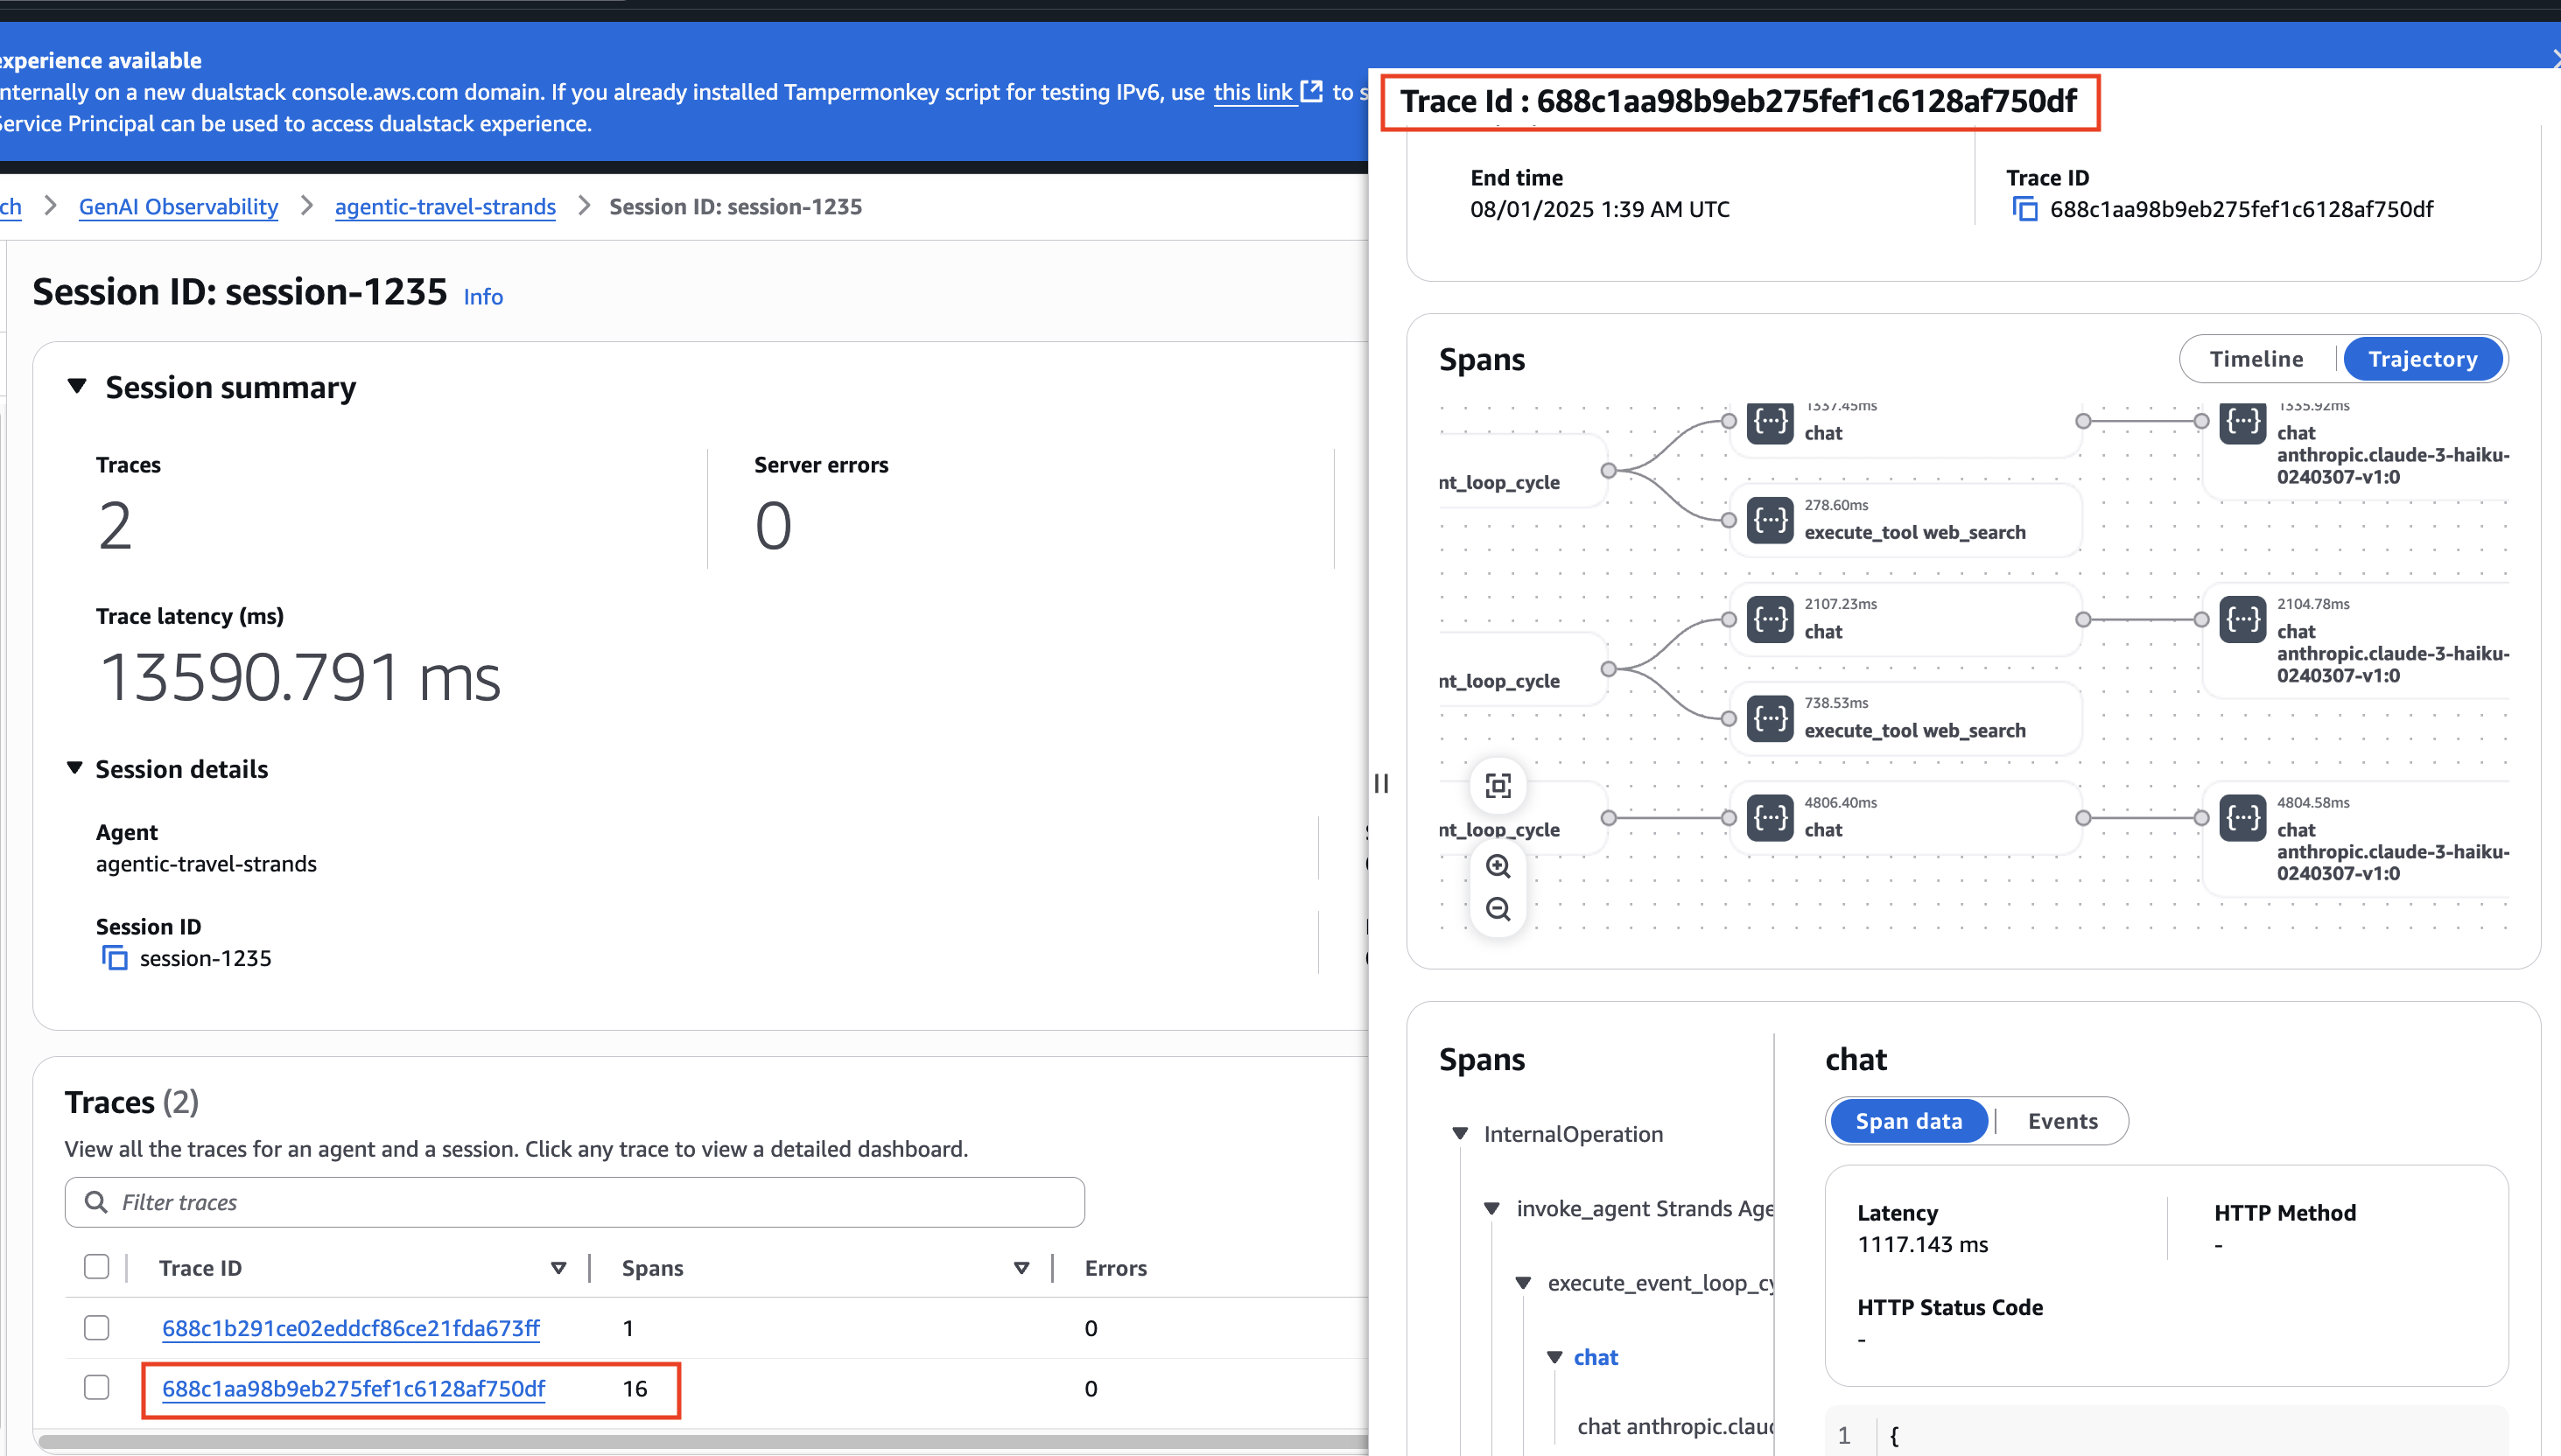 experience available
nternally on a new dualstack console.aws.com domain. If you already installed Tampermonkey script for testing IPv6, use this link to s
Service Principal can be used to access dualstack experience.
ch > GenAI Observability > agentic-travel-strands > Session ID: session-1235
Session ID: session-1235 Info
Session summary
Traces
2
Server errors
0
Trace latency (ms)
13590.791 ms
Session details
Agent
agentic-travel-strands
Session ID
session-1235
Traces (2)
View all the traces for an agent and a session. Click any trace to view a detailed dashboard.
Filter traces
Trace ID Spans Errors
688c1b291ce02eddcf86ce21fda673ff 1 0
688c1aa98b9eb275fef1c6128af750df 16 0
Trace Id : 688c1aa98b9eb275fef1c6128af750df
End time
08/01/2025 1:39 AM UTC
Trace ID
688c1aa98b9eb275fef1c6128af750df
Spans
Timeline Trajectory
nt_loop_cycle
1337.45ms
chat
1335.92ms
chat
anthropic.claude-3-haiku-
0240307-v1:0
278.60ms
execute_tool web_search
nt_loop_cycle
2107.23ms
chat
2104.78ms
chat
anthropic.claude-3-haiku-
0240307-v1:0
738.53ms
execute_tool web_search
nt_loop_cycle
4806.40ms
chat
4804.58ms
chat
anthropic.claude-3-haiku-
0240307-v1:0
Spans
InternalOperation
invoke_agent Strands Age
execute_event_loop_cy
chat
chat anthropic.claud
chat
Span data Events
Latency
1117.143 ms
HTTP Method
-
HTTP Status Code
-
1 {